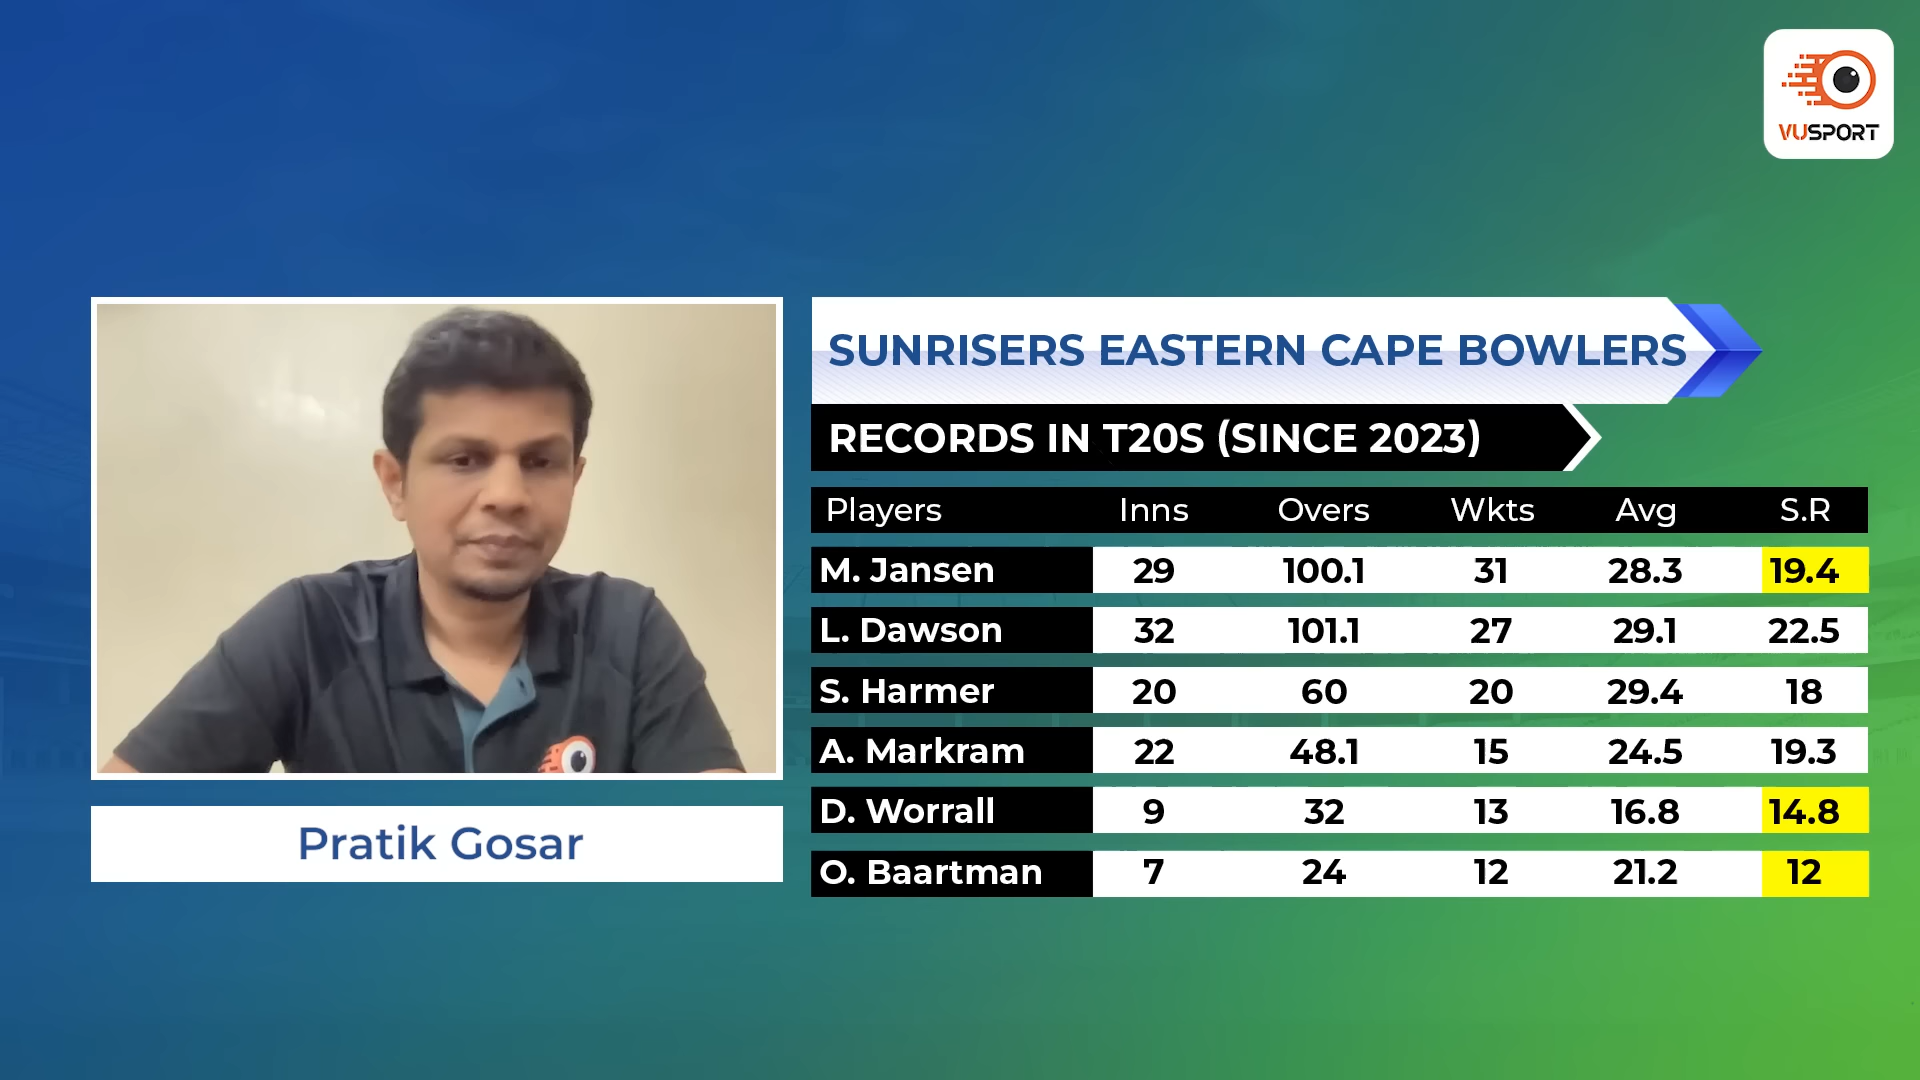 VUSPORT
SUNRISERS EASTERN CAPE BOWLERS
RECORDS IN T20S (SINCE 2023)
Players Inns Overs Wkts Avg S.R
M. Jansen 29 100.1 31 28.3 19.4
L. Dawson 32 101.1 27 29.1 22.5
S. Harmer 20 60 20 29.4 18
A. Markram 22 48.1 15 24.5 19.3
D. Worrall 9 32 13 16.8 14.8
O. Baartman 7 24 12 21.2 12
Pratik Gosar